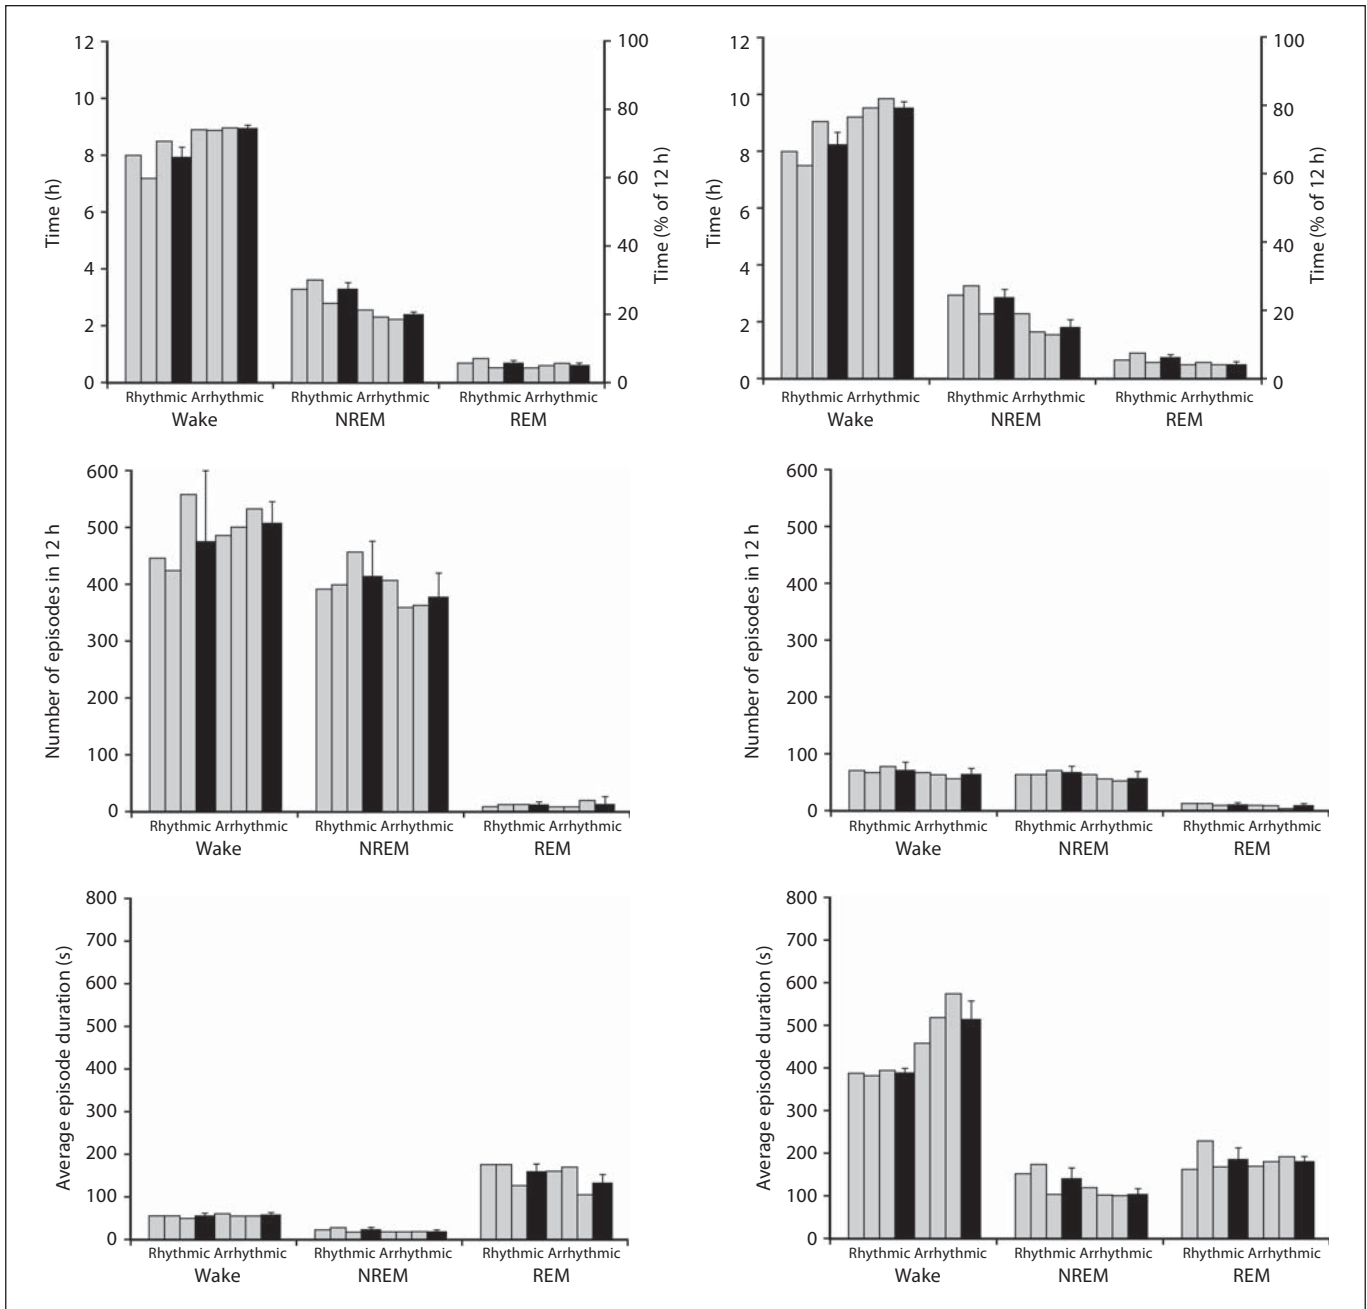 12
10
8
6
4
2
0
Time (h)
100
80
60
40
20
0
Time (% of 12 h)
Rhythmic Arrhythmic
Rhythmic Arrhythmic
Rhythmic Arrhythmic
Wake
NREM
REM
12
10
8
6
4
2
0
Time (h)
100
80
60
40
20
0
Time (% of 12 h)
Rhythmic Arrhythmic
Rhythmic Arrhythmic
Rhythmic Arrhythmic
Wake
NREM
REM
600
500
400
300
200
100
0
Number of episodes in 12 h
Rhythmic Arrhythmic
Rhythmic Arrhythmic
Rhythmic Arrhythmic
Wake
NREM
REM
600
500
400
300
200
100
0
Number of episodes in 12 h
Rhythmic Arrhythmic
Rhythmic Arrhythmic
Rhythmic Arrhythmic
Wake
NREM
REM
800
700
600
500
400
300
200
100
0
Average episode duration (s)
Rhythmic Arrhythmic
Rhythmic Arrhythmic
Rhythmic Arrhythmic
Wake
NREM
REM
800
700
600
500
400
300
200
100
0
Average episode duration (s)
Rhythmic Arrhythmic
Rhythmic Arrhythmic
Rhythmic Arrhythmic
Wake
NREM
REM